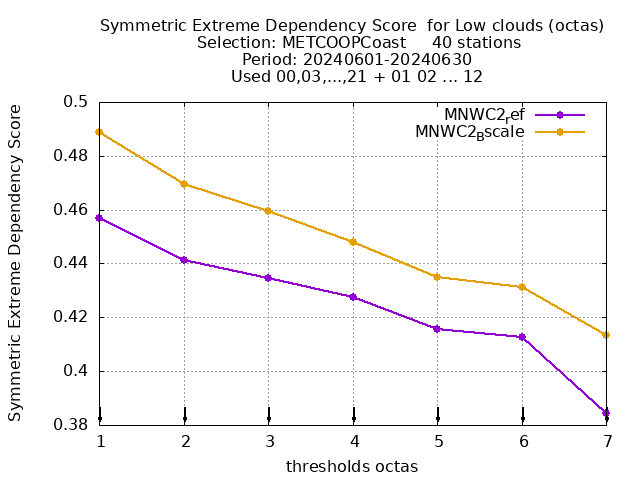 Symmetric Extreme Dependency Score for Low clouds (octas)
Selection: METCOOPCoast 40 stations
Period: 20240601-20240630
Used 00,03,...,21 + 01 02 ... 12
Symmetric Extreme Dependency Score
0.5
0.48
0.46
0.44
0.42
0.4
0.38
MNWC2ref
MNWC2Bscale
1 2 3 4 5 6 7
thresholds octas